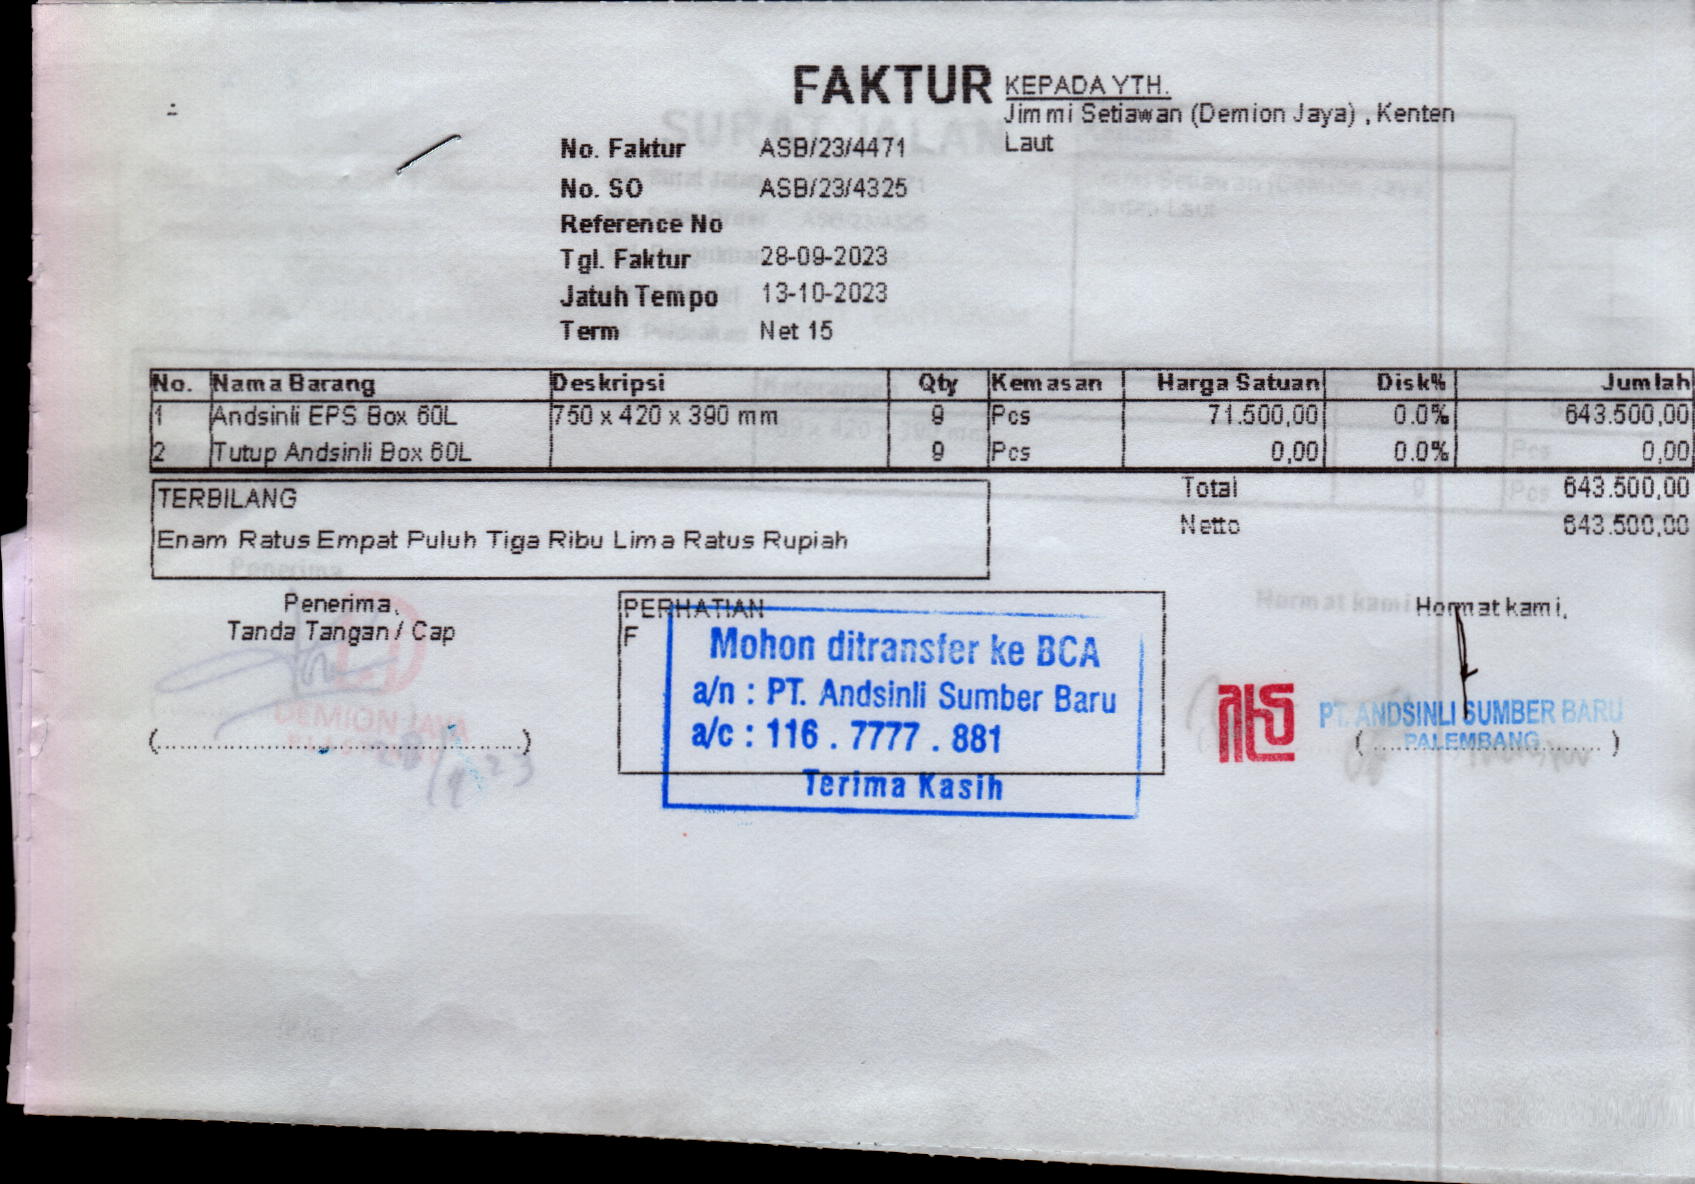 FAKTUR
KEPADA YTH.
Jimmi Setiawan (Demion Jaya) , Kenten
Laut
No. Faktur ASB/23/4471
No. SO ASB/23/4325
Reference No
Tgl. Faktur 28-09-2023
Jatuh Tempo 13-10-2023
Term Net 15
No. Nama Barang Deskripsi Qty Kemasan Harga Satuan Disk% Jumlah
1 Andsinli EPS Box 60L 750 x 420 x 390 mm 9 Pcs 71.500,00 0.0% 643.500,00
2 Tutup Andsinli Box 60L 9 Pcs 0,00 0.0% 0,00
Total 643.500,00
Netto 643.500,00
TERBILANG
Enam Ratus Empat Puluh Tiga Ribu Lima Ratus Rupiah
Penerima,
Tanda Tangan / Cap
DEMION JAYA
(........................................................)
PERHATIAN
F
Mohon ditransfer ke BCA
a/n : PT. Andsinli Sumber Baru
a/c : 116 . 7777 . 881
Terima Kasih
Hormat kami,
PT. ANDSINLI SUMBER BARU
PALEMBANG